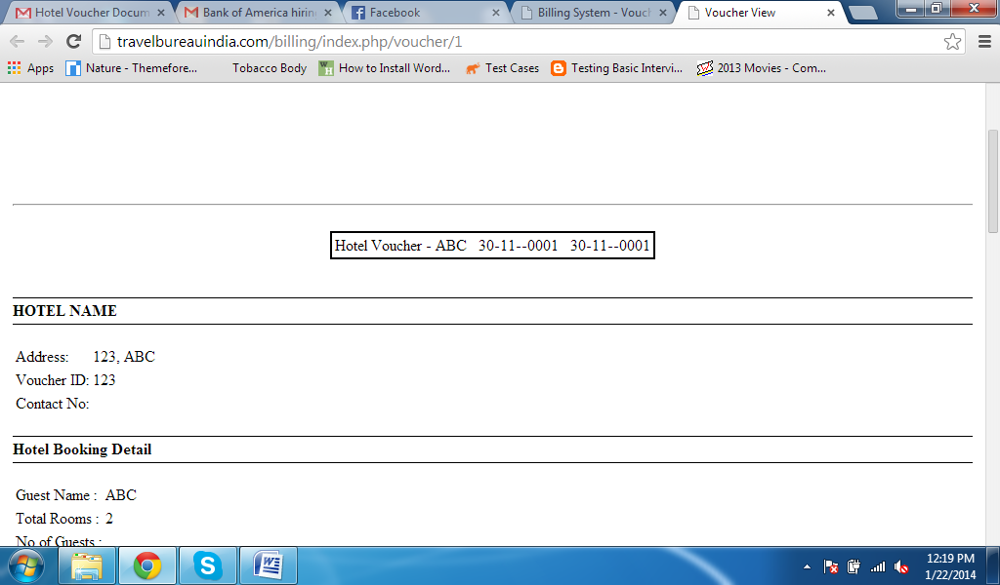 Hotel Voucher Docum
Bank of America hirin
Facebook
Billing System - Vouch
Voucher View
travelbureauindia.com/billing/index.php/voucher/1
Apps
Nature - Themefore...
Tobacco Body
How to Install Word...
Test Cases
Testing Basic Intervi...
2013 Movies - Com...
Hotel Voucher - ABC 30-11--0001 30-11--0001
HOTEL NAME
Address: 123, ABC
Voucher ID: 123
Contact No:
Hotel Booking Detail
Guest Name : ABC
Total Rooms : 2
No of Guests :
12:19 PM
1/22/2014